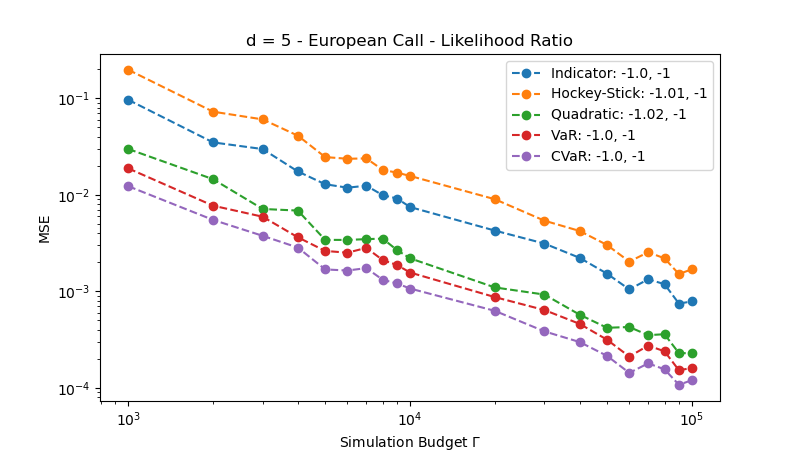 d = 5 - European Call - Likelihood Ratio
Indicator: -1.0, -1
Hockey-Stick: -1.01, -1
Quadratic: -1.02, -1
VaR: -1.0, -1
CVaR: -1.0, -1
MSE
10⁻¹
10⁻²
10⁻³
10⁻⁴
10³
10⁴
10⁵
Simulation Budget Γ